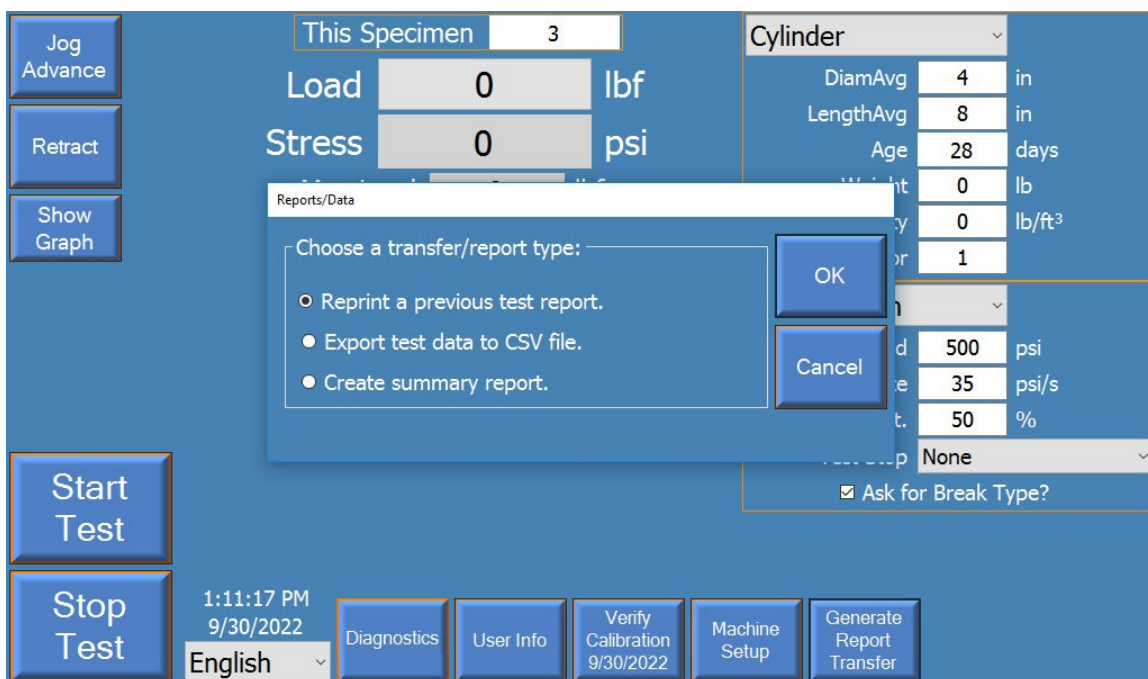 Jog
Advance
Retract
Show
Graph
This Specimen 3
Load 0 lbf
Stress 0 psi
Cylinder
DiamAvg 4 in
LengthAvg 8 in
Age 28 days
0 lb
0 lb/ft³
1
Reports/Data
Choose a transfer/report type:
Reprint a previous test report.
Export test data to CSV file.
Create summary report.
OK
Cancel
500 psi
35 psi/s
50 %
None
Ask for Break Type?
Start
Test
Stop
Test
1:11:17 PM
9/30/2022
English
Diagnostics
User Info
Verify
Calibration
9/30/2022
Machine
Setup
Generate
Report
Transfer